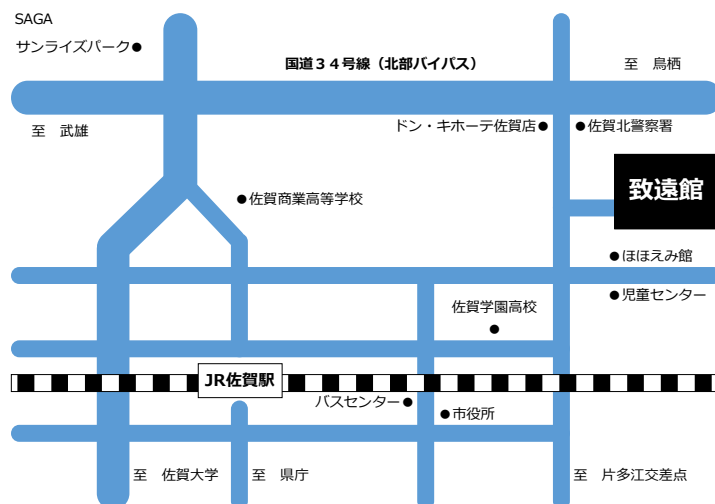 SAGA
サンライズパーク●
国道３４号線（北部バイパス）
至　鳥栖
至　武雄
ドン・キホーテ佐賀店●
●佐賀北警察署
致遠館
●佐賀商業高等学校
●ほほえみ館
●児童センター
佐賀学園高校
●
JR佐賀駅
バスセンター●
●市役所
至　佐賀大学
至　県庁
至　片多江交差点